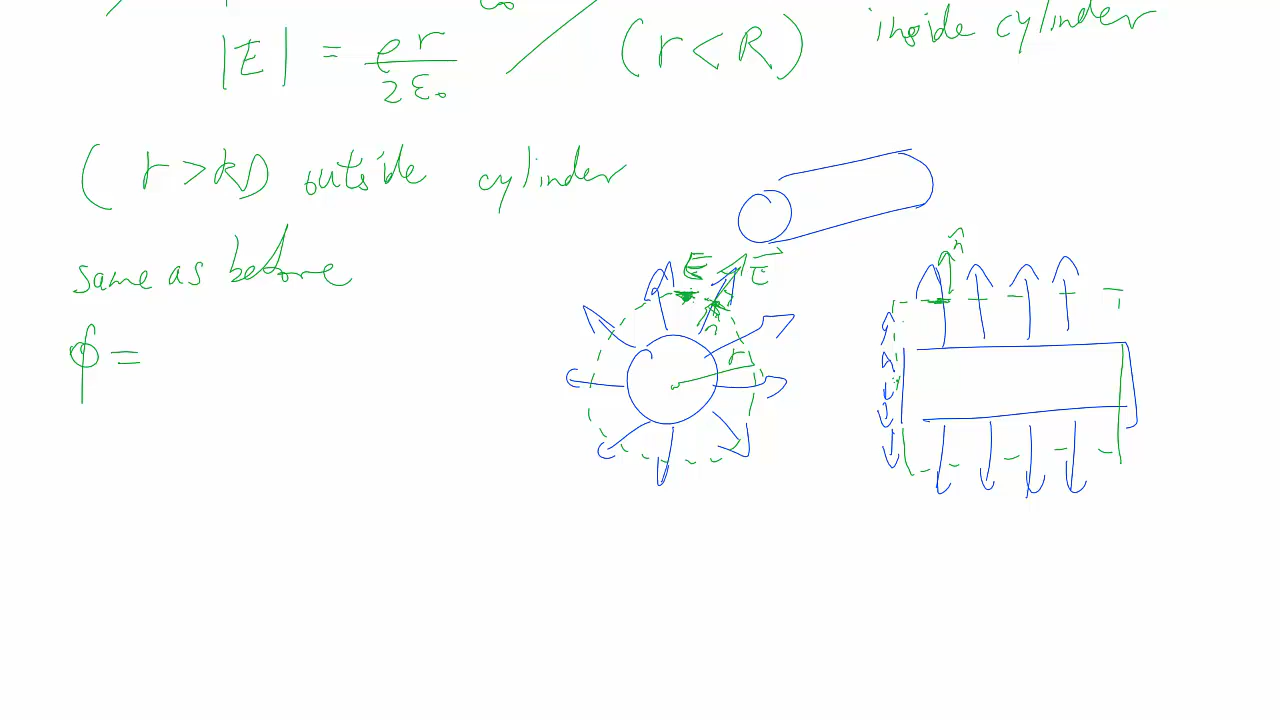 inside cylinder
|E| = ρr / 2ε₀ (r < R)
(r > R) outside cylinder
same as before
ϕ =
E
E⃗
n̂
n̂
r